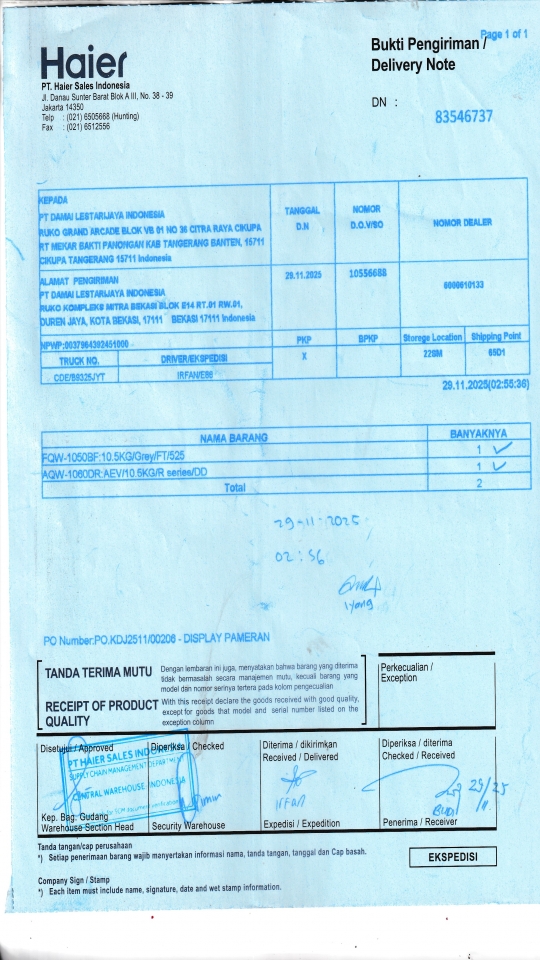 Page 1 of 1
Haier
PT. Haier Sales Indonesia
Jl. Danau Sunter Barat Blok A III, No. 38 - 39
Jakarta 14350
Telp : (021) 6505668 (Hunting)
Fax : (021) 6512556
Bukti Pengiriman /
Delivery Note
DN :
83546737
KEPADA
PT DAMAI LESTARIJAYA INDONESIA
RUKO GRAND ARCADE BLOK VB 01 NO 36 CITRA RAYA CIKUPA
RT MEKAR BAKTI PANONGAN KAB TANGERANG BANTEN, 15711
CIKUPA TANGERANG 15711 Indonesia
TANGGAL
D.N
NOMOR
D.O.V/SO
NOMOR DEALER
ALAMAT PENGIRIMAN
PT DAMAI LESTARIJAYA INDONESIA
RUKO KOMPLEKS MITRA BEKASI BLOK E14 RT.01 RW.01,
DUREN JAYA, KOTA BEKASI, 17111 BEKASI 17111 Indonesia
29.11.2025
10556688
6000610133
NPWP:0037964392451000
PKP
BPKP
Storege Location
Shipping Point
TRUCK NO.
DRIVER/EKSPEDISI
X
228M
65D1
CDE/B9325JYT
IRFAN/E88
29.11.2025(02:55:36)
NAMA BARANG
BANYAKNYA
FQW-1050BF:10.5KG/Grey/FT/525
1 ✓
AQW-1060DR:AEV/10.5KG/R series/DD
1 ✓
Total
2
29-11-2025
02:56
Iyang
PO Number:PO.KDJ2511/00206 - DISPLAY PAMERAN
TANDA TERIMA MUTU
Dengan lembaran ini juga, menyatakan bahwa barang yang diterima
tidak bermasalah secara manajemen mutu, kecuali barang yang
model dan nomor serinya tertera pada kolom pengecualian
RECEIPT OF PRODUCT
QUALITY
With this receipt declare the goods received with good quality,
except for goods that model and serial number listed on the
exception column
Perkecualian /
Exception
Disetujui / Approved
Diperiksa / Checked
Diterima / dikirimkan
Received / Delivered
Diperiksa / diterima
Checked / Received
PT HAIER SALES INDONESIA
SUPPLY CHAIN MANAGEMENT DEPARTMENT
CENTRAL WAREHOUSE - INDONESIA
IRFAN
BUDI
29/25
11
Kep. Bag. Gudang
Warehouse Section Head
Security Warehouse
Expedisi / Expedition
Penerima / Receiver
Tanda tangan/cap perusahaan
*) Setiap penerimaan barang wajib menyertakan informasi nama, tanda tangan, tanggal dan Cap basah.
EKSPEDISI
Company Sign / Stamp
*) Each item must include name, signature, date and wet stamp information.